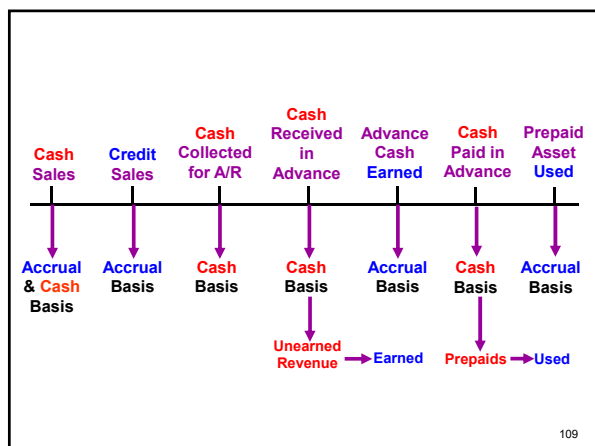 Cash
Sales
Credit
Sales
Cash
Collected
for A/R
Cash
Received
in
Advance
Advance
Cash
Earned
Cash
Paid in
Advance
Prepaid
Asset
Used
Accrual
& Cash
Basis
Accrual
Basis
Cash
Basis
Cash
Basis
Accrual
Basis
Cash
Basis
Accrual
Basis
Unearned
Revenue
Earned
Prepaids
Used
109